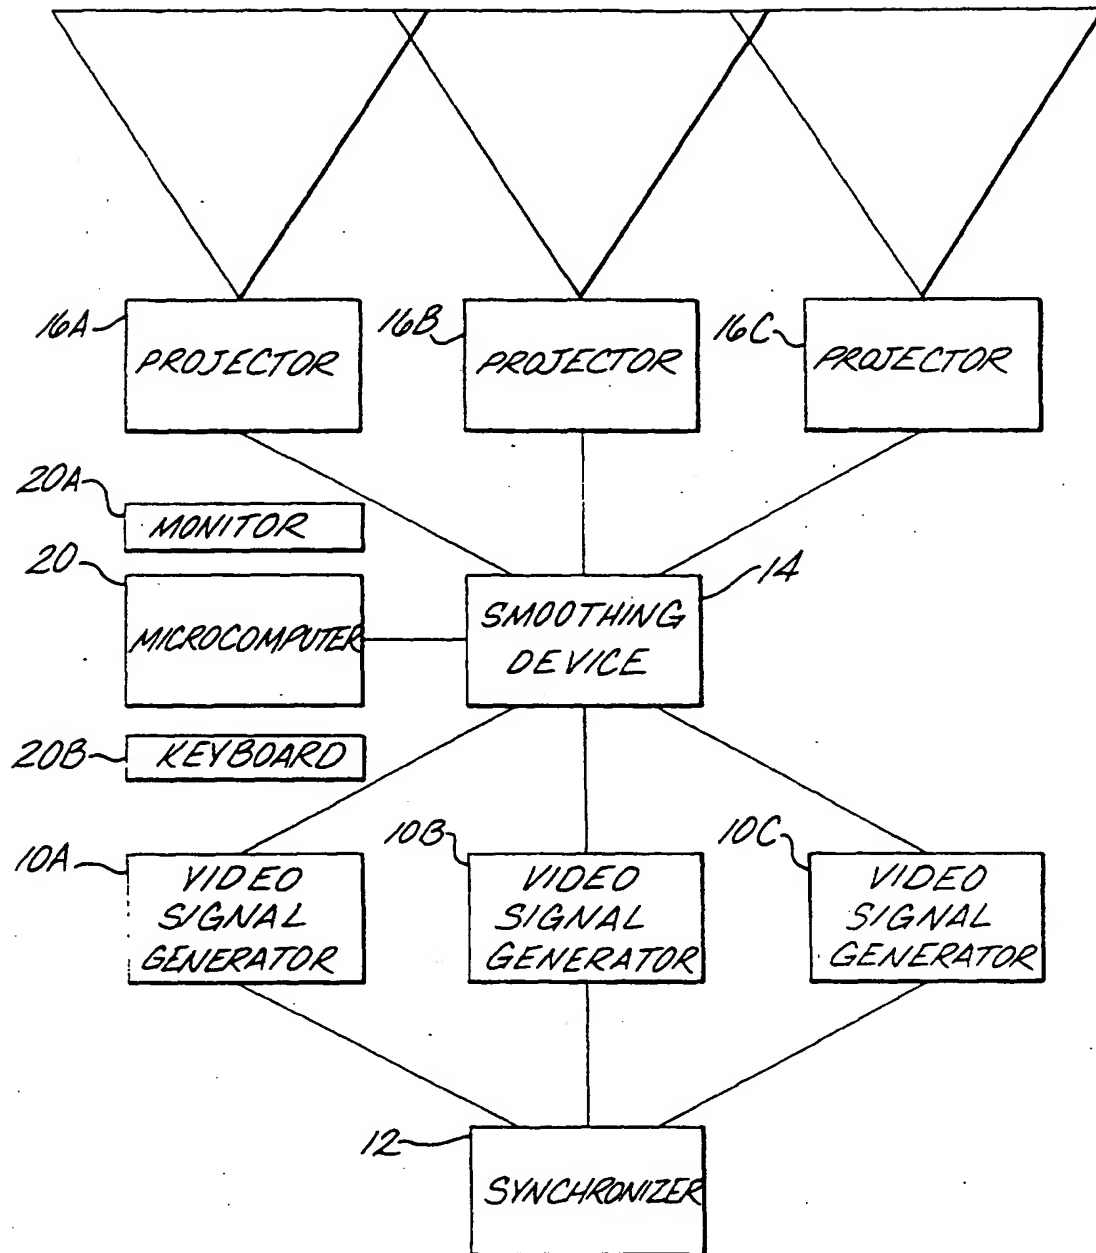 16A
PROJECTOR
16B
PROJECTOR
16C
PROJECTOR
20A
MONITOR
20
MICROCOMPUTER
14
SMOOTHING
DEVICE
20B
KEYBOARD
10A
VIDEO
SIGNAL
GENERATOR
10B
VIDEO
SIGNAL
GENERATOR
10C
VIDEO
SIGNAL
GENERATOR
12
SYNCHRONIZER